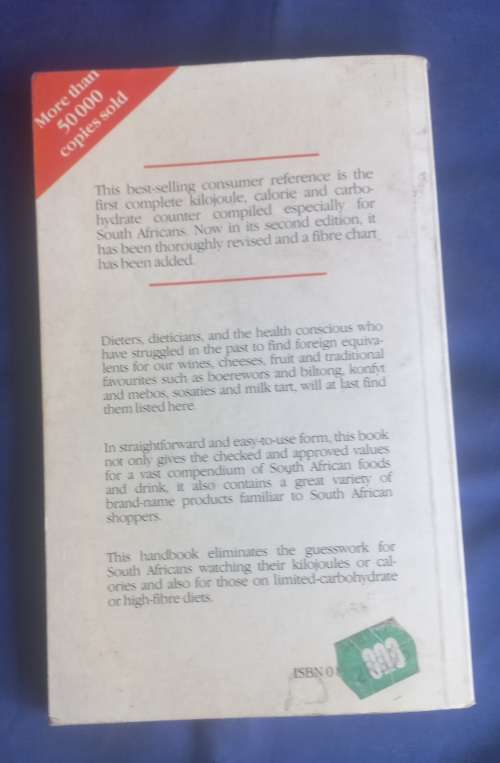 More than
50 000
copies sold
This best-selling consumer reference is the
first complete kilojoule, calorie and carbo-
hydrate counter compiled especially for
South Africans. Now in its second edition, it
has been thoroughly revised and a fibre chart
has been added.
Dieters, dieticians, and the health conscious who
have struggled in the past to find foreign equiva-
lents for our wines, cheeses, fruit and traditional
favourites such as boerewors and biltong, konfyt
and mebos, sosaties and milk tart, will at last find
them listed here.
In straightforward and easy-to-use form, this book
not only gives the checked and approved values
for a vast compendium of South African foods
and drink, it also contains a great variety of
brand-name products familiar to South African
shoppers.
This handbook eliminates the guesswork for
South Africans watching their kilojoules or cal-
ories and also for those on limited-carbohydrate
or high-fibre diets.
ISBN 0